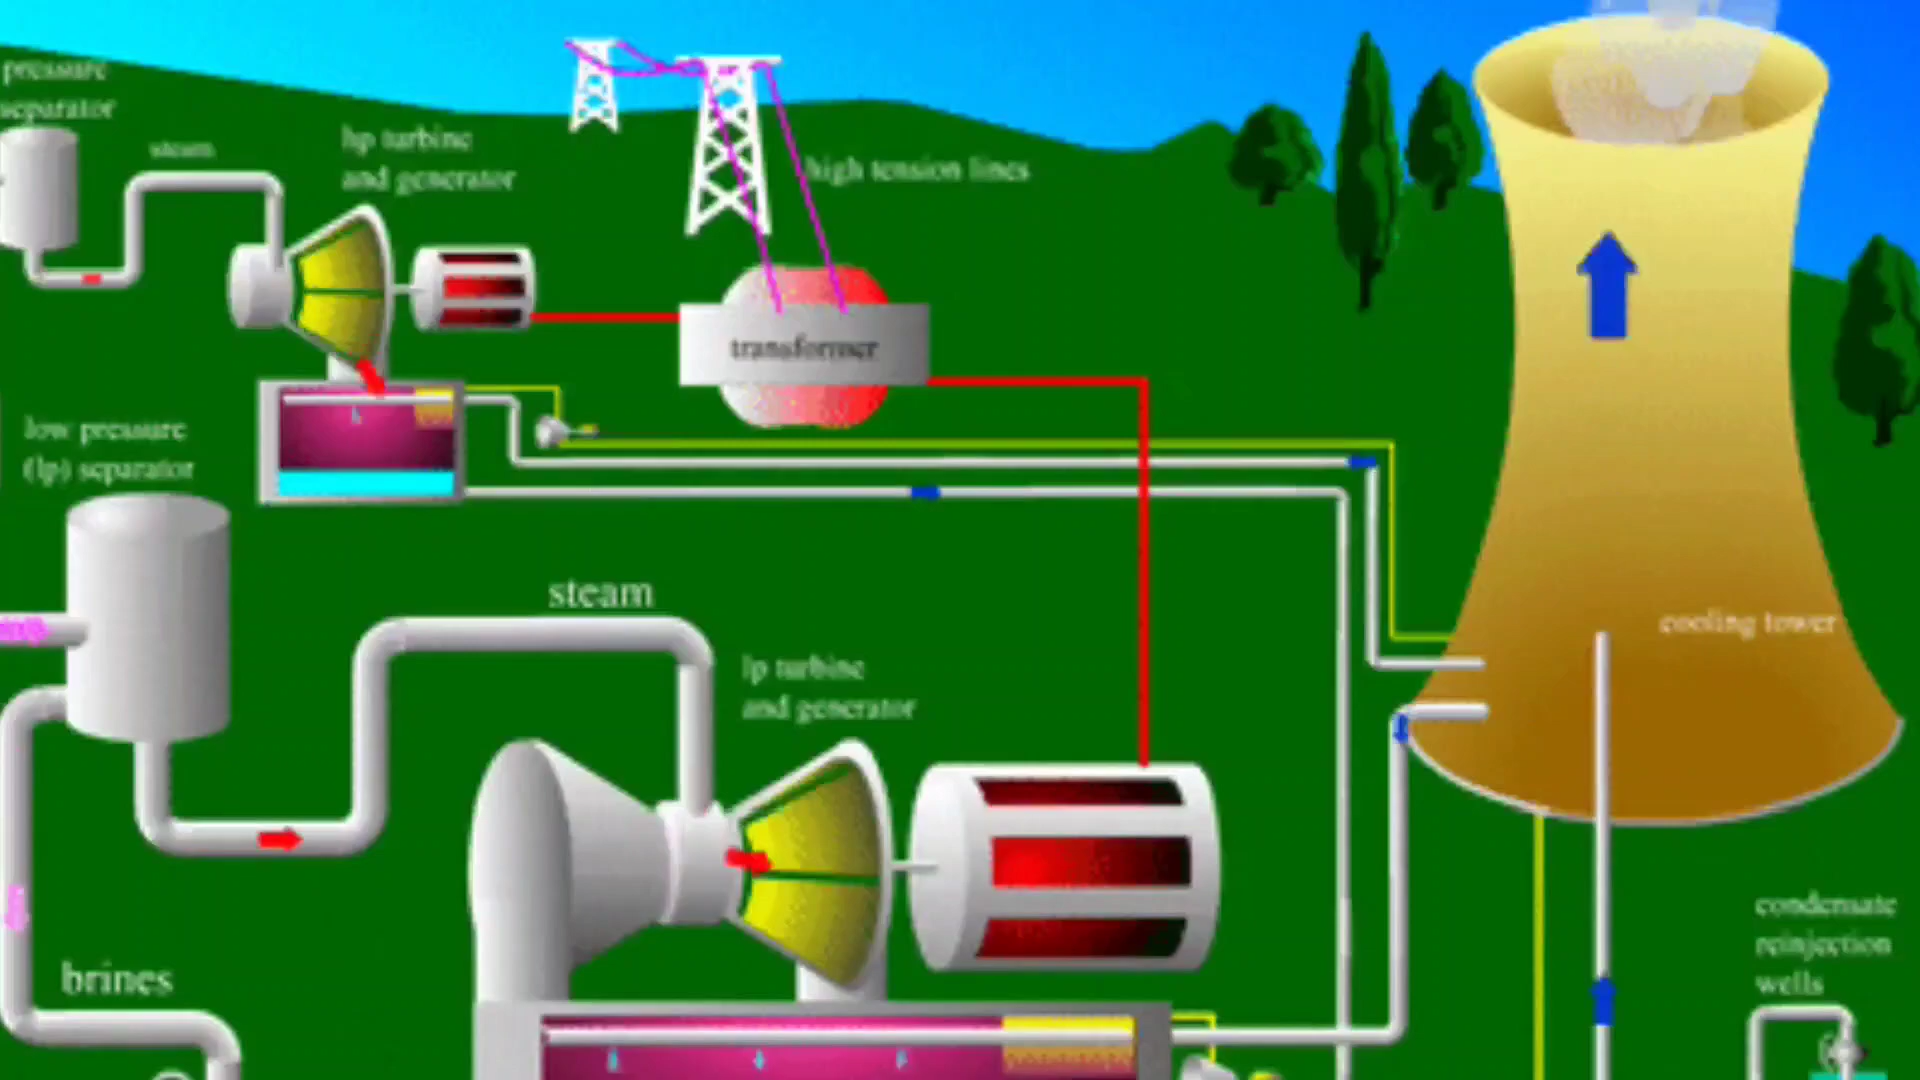 pressure
separator
steam
hp turbine
and generator
high tension lines
transformer
low pressure
(lp) separator
steam
cooling tower
lp turbine
and generator
condensate
reinjection
wells
brines